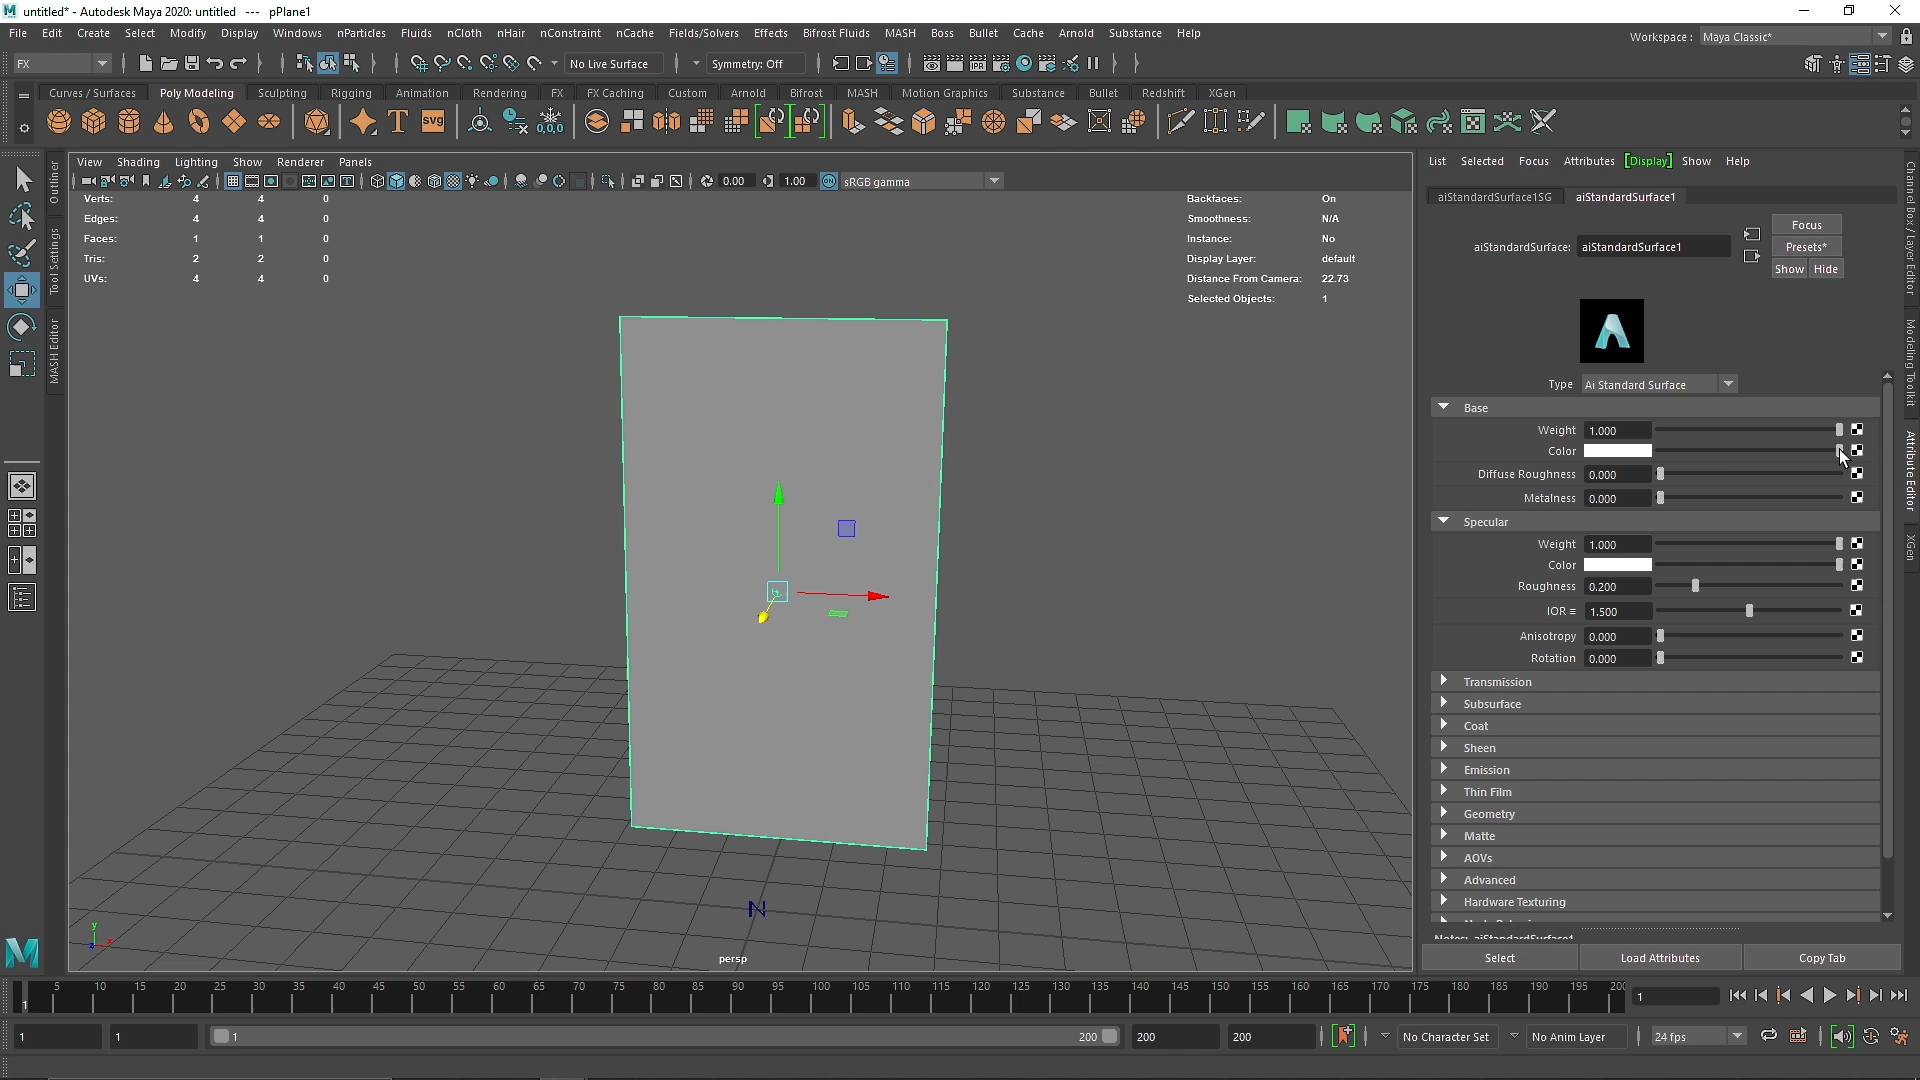 untitled* - Autodesk Maya 2020: untitled --- pPlane1
File Edit Create Select Modify Display Windows nParticles Fluids nCloth nHair nConstraint nCache Fields/Solvers Effects Bifrost Fluids MASH Boss Bullet Cache Arnold Substance Help
Workspace : Maya Classic*
FX No Live Surface Symmetry: Off
Curves / Surfaces Poly Modeling Sculpting Rigging Animation Rendering FX FX Caching Custom Arnold Bifrost MASH Motion Graphics Substance Bullet Redshift XGen
T svg 0,0,0
View Shading Lighting Show Renderer Panels
0.00 1.00 ON sRGB gamma
Outliner
Tool Settings
MASH Editor
Verts: 4 4 0
Edges: 4 4 0
Faces: 1 1 0
Tris: 2 2 0
UVs: 4 4 0
Backfaces: On
Smoothness: N/A
Instance: No
Display Layer: default
Distance From Camera: 22.73
Selected Objects: 1
N
y
x
z
persp
List Selected Focus Attributes [Display] Show Help
aiStandardSurface1SG aiStandardSurface1
Focus
aiStandardSurface: aiStandardSurface1 Presets*
Show Hide
Type Ai Standard Surface
Base
Weight 1.000
Color
Diffuse Roughness 0.000
Metalness 0.000
Specular
Weight 1.000
Color
Roughness 0.200
IOR = 1.500
Anisotropy 0.000
Rotation 0.000
Transmission
Subsurface
Coat
Sheen
Emission
Thin Film
Geometry
Matte
AOVs
Advanced
Hardware Texturing
Notes: aiStandardSurface1
Select Load Attributes Copy Tab
Channel Box / Layer Editor
Modeling Toolkit
Attribute Editor
XGen
M
1 5 10 15 20 25 30 35 40 45 50 55 60 65 70 75 80 85 90 95 100 105 110 115 120 125 130 135 140 145 150 155 160 165 170 175 180 185 190 195 200 1
1 1 1 200 200 200 No Character Set No Anim Layer 24 fps